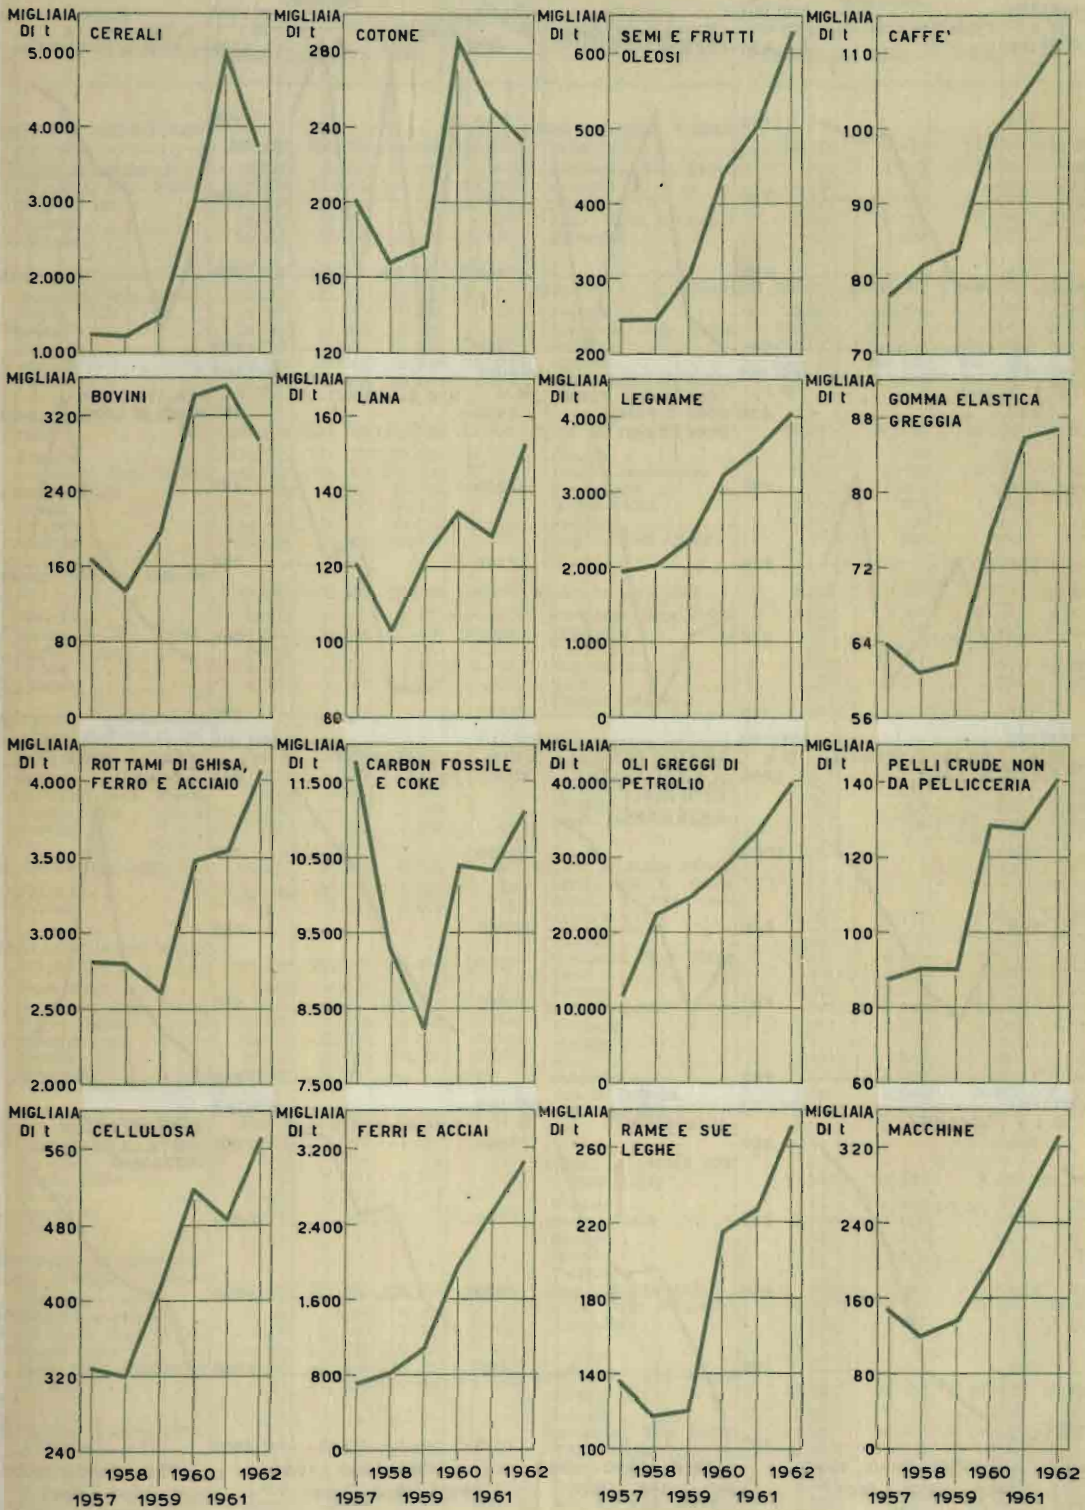 MIGLIAIA
DI t
CEREALI
5.000
4.000
3.000
2.000
1.000
MIGLIAIA
DI t
COTONE
280
240
200
160
120
MIGLIAIA
DI t
SEMI E FRUTTI
OLEOSI
600
500
400
300
200
MIGLIAIA
DI t
CAFFE'
110
100
90
80
70
MIGLIAIA
DI t
BOVINI
320
240
160
80
0
MIGLIAIA
DI t
LANA
160
140
120
100
80
MIGLIAIA
DI t
LEGNAME
4.000
3.000
2.000
1.000
0
MIGLIAIA
DI t
GOMMA ELASTICA
GREGGIA
88
80
72
64
56
MIGLIAIA
DI t
ROTTAMI DI GHISA,
FERRO E ACCIAIO
4.000
3.500
3.000
2.500
2.000
MIGLIAIA
DI t
CARBON FOSSILE
E COKE
11.500
10.500
9.500
8.500
7.500
MIGLIAIA
DI t
OLI GREGGI DI
PETROLIO
40.000
30.000
20.000
10.000
0
MIGLIAIA
DI t
PELLI CRUDE NON
DA PELLICCERIA
140
120
100
80
60
MIGLIAIA
DI t
CELLULOSA
560
480
400
320
240
1958 1960 1962
1957 1959 1961
MIGLIAIA
DI t
FERRI E ACCIAI
3.200
2.400
1.600
800
0
1958 1960 1962
1957 1959 1961
MIGLIAIA
DI t
RAME E SUE
LEGHE
260
220
180
140
100
1958 1960 1962
1957 1959 1961
MIGLIAIA
DI t
MACCHINE
320
240
160
80
0
1958 1960 1962
1957 1959 1961